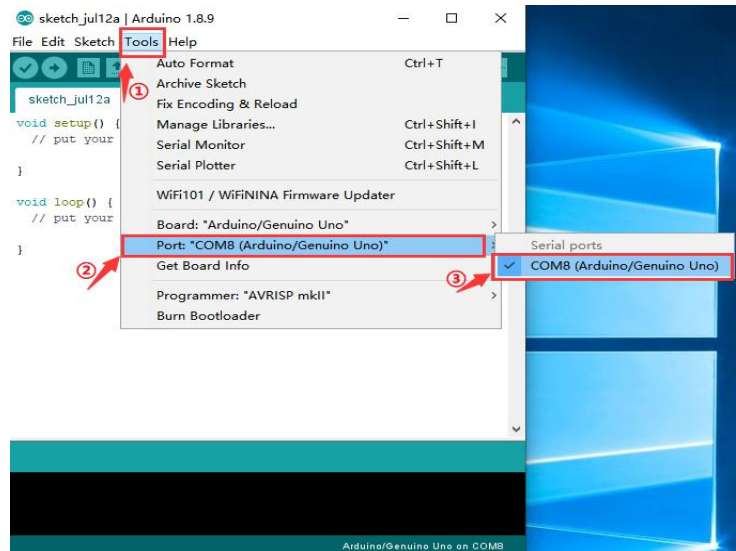 sketch_jul12a | Arduino 1.8.9
File Edit Sketch Tools Help
①
sketch_jul12a
void setup() {
// put your
}
void loop() {
// put your
}
Auto Format Ctrl+T
Archive Sketch
Fix Encoding & Reload
Manage Libraries... Ctrl+Shift+I
Serial Monitor Ctrl+Shift+M
Serial Plotter Ctrl+Shift+L
WiFi101 / WiFiNINA Firmware Updater
Board: "Arduino/Genuino Uno"
② Port: "COM8 (Arduino/Genuino Uno)"
Get Board Info
Programmer: "AVRISP mkII"
Burn Bootloader
Serial ports
③ COM8 (Arduino/Genuino Uno)
Arduino/Genuino Uno on COM8